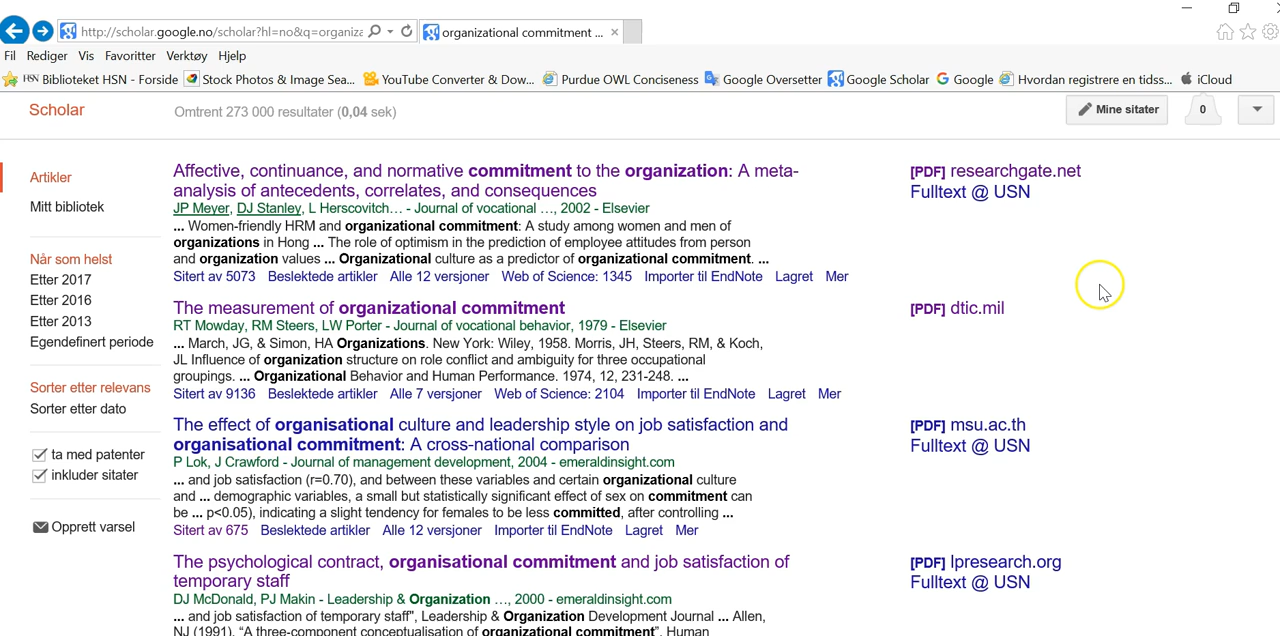 http://scholar.google.no/scholar?hl=no&q=organiza
organizational commitment ...
Fil Rediger Vis Favoritter Verktøy Hjelp
HSN Biblioteket HSN - Forside Stock Photos & Image Sea... YouTube Converter & Dow... Purdue OWL Conciseness Google Oversetter Google Scholar Google Hvordan registrere en tidss... iCloud
Scholar
Omtrent 273 000 resultater (0,04 sek)
Mine sitater
0
Artikler
Mitt bibliotek
Når som helst
Etter 2017
Etter 2016
Etter 2013
Egendefinert periode
Sorter etter relevans
Sorter etter dato
ta med patenter
inkluder sitater
Opprett varsel
Affective, continuance, and normative commitment to the organization: A meta-
analysis of antecedents, correlates, and consequences
JP Meyer, DJ Stanley, L Herscovitch... - Journal of vocational ..., 2002 - Elsevier
... Women-friendly HRM and organizational commitment: A study among women and men of
organizations in Hong ... The role of optimism in the prediction of employee attitudes from person
and organization values ... Organizational culture as a predictor of organizational commitment. ...
Sitert av 5073 Beslektede artikler Alle 12 versjoner Web of Science: 1345 Importer til EndNote Lagret Mer
[PDF] researchgate.net
Fulltext @ USN
The measurement of organizational commitment
RT Mowday, RM Steers, LW Porter - Journal of vocational behavior, 1979 - Elsevier
... March, JG, & Simon, HA Organizations. New York: Wiley, 1958. Morris, JH, Steers, RM, & Koch,
JL Influence of organization structure on role conflict and ambiguity for three occupational
groupings. ... Organizational Behavior and Human Performance. 1974, 12, 231-248. ...
Sitert av 9136 Beslektede artikler Alle 7 versjoner Web of Science: 2104 Importer til EndNote Lagret Mer
[PDF] dtic.mil
The effect of organisational culture and leadership style on job satisfaction and
organisational commitment: A cross-national comparison
P Lok, J Crawford - Journal of management development, 2004 - emeraldinsight.com
... and job satisfaction (r=0.70), and between these variables and certain organizational culture
and ... demographic variables, a small but statistically significant effect of sex on commitment can
be ... p<0.05), indicating a slight tendency for females to be less committed, after controlling ...
Sitert av 675 Beslektede artikler Alle 12 versjoner Importer til EndNote Lagret Mer
[PDF] msu.ac.th
Fulltext @ USN
The psychological contract, organisational commitment and job satisfaction of
temporary staff
DJ McDonald, PJ Makin - Leadership & Organization ..., 2000 - emeraldinsight.com
... and job satisfaction of temporary staff", Leadership & Organization Development Journal ... Allen,
NJ (1991), "A three-component conceptualisation of organizational commitment", Human
[PDF] lpresearch.org
Fulltext @ USN